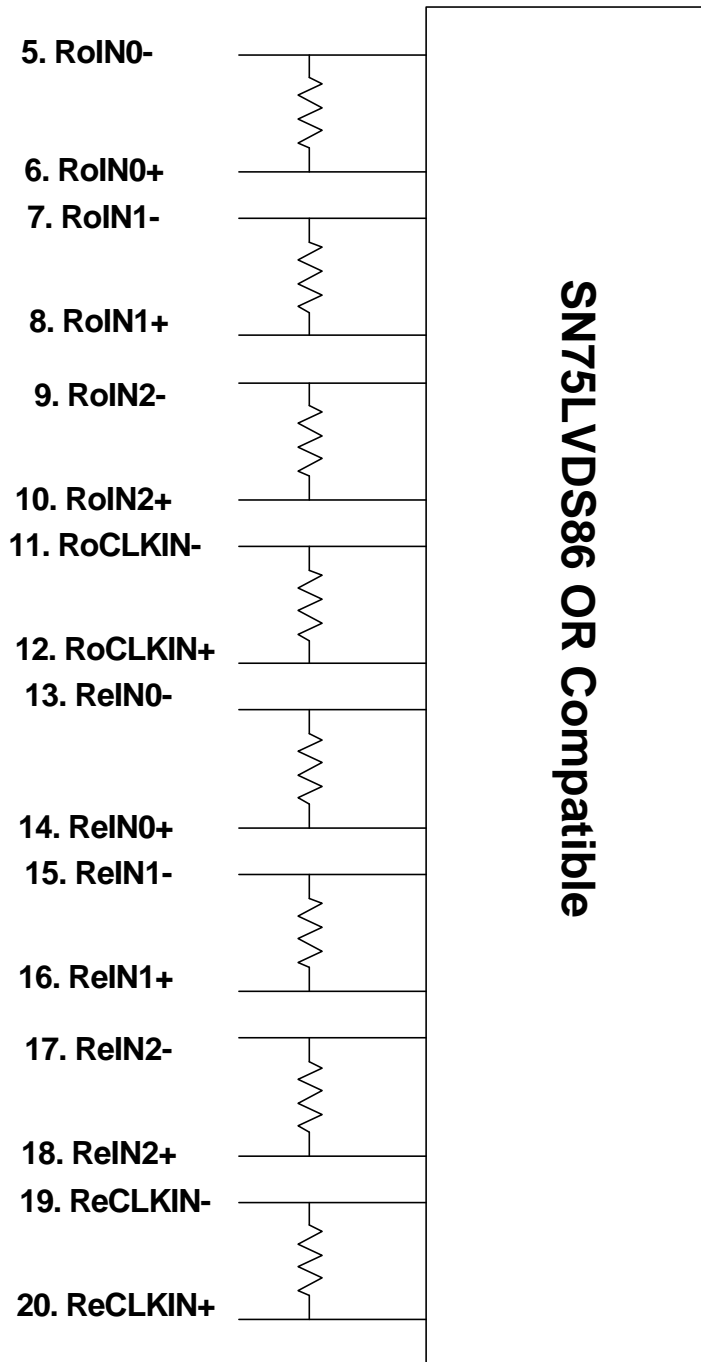 5. RoIN0-
6. RoIN0+
7. RoIN1-
8. RoIN1+
9. RoIN2-
10. RoIN2+
11. RoCLKIN-
12. RoCLKIN+
13. ReIN0-
14. ReIN0+
15. ReIN1-
16. ReIN1+
17. ReIN2-
18. ReIN2+
19. ReCLKIN-
20. ReCLKIN+
SN75LVDS86 OR Compatible